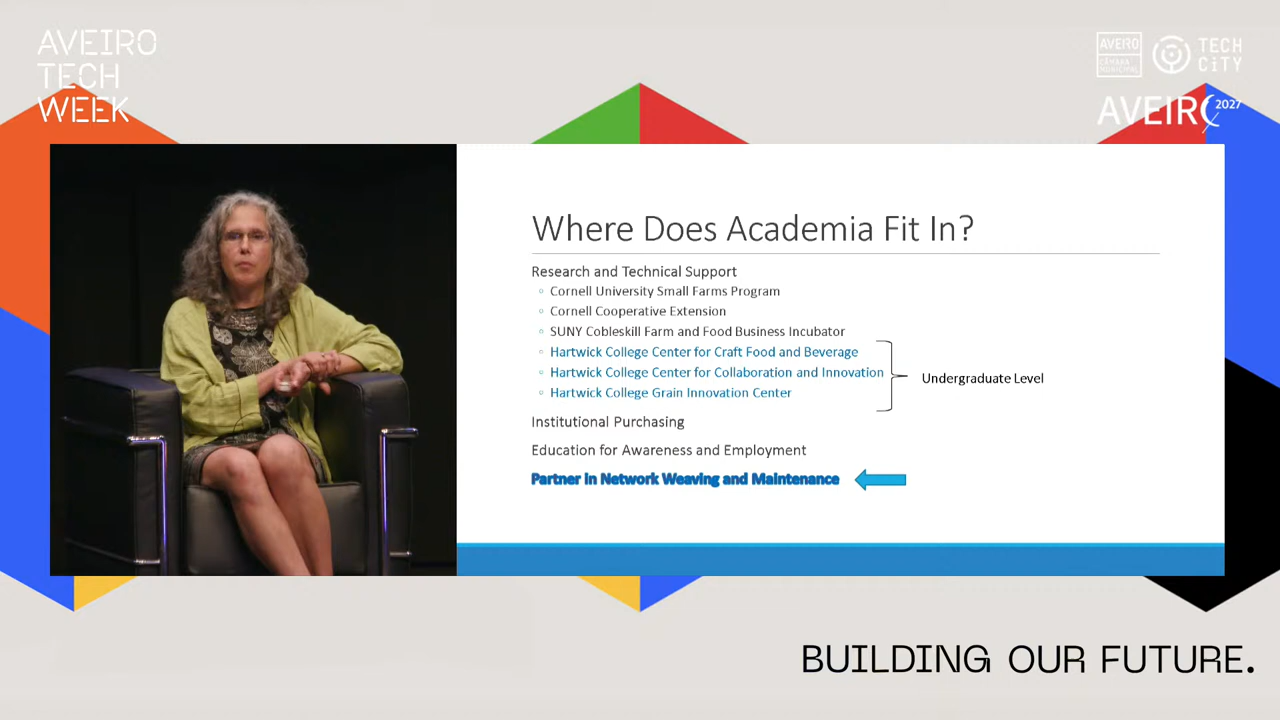 AVEIRO
TECH
WEEK
AVEIRO
CÂMARA
MUNICIPAL
TECH
CiTY
AVEIRO 2027
Where Does Academia Fit In?
Research and Technical Support
Cornell University Small Farms Program
Cornell Cooperative Extension
SUNY Cobleskill Farm and Food Business Incubator
Hartwick College Center for Craft Food and Beverage
Hartwick College Center for Collaboration and Innovation
Hartwick College Grain Innovation Center
Undergraduate Level
Institutional Purchasing
Education for Awareness and Employment
Partner in Network Weaving and Maintenance
BUILDING OUR FUTURE.